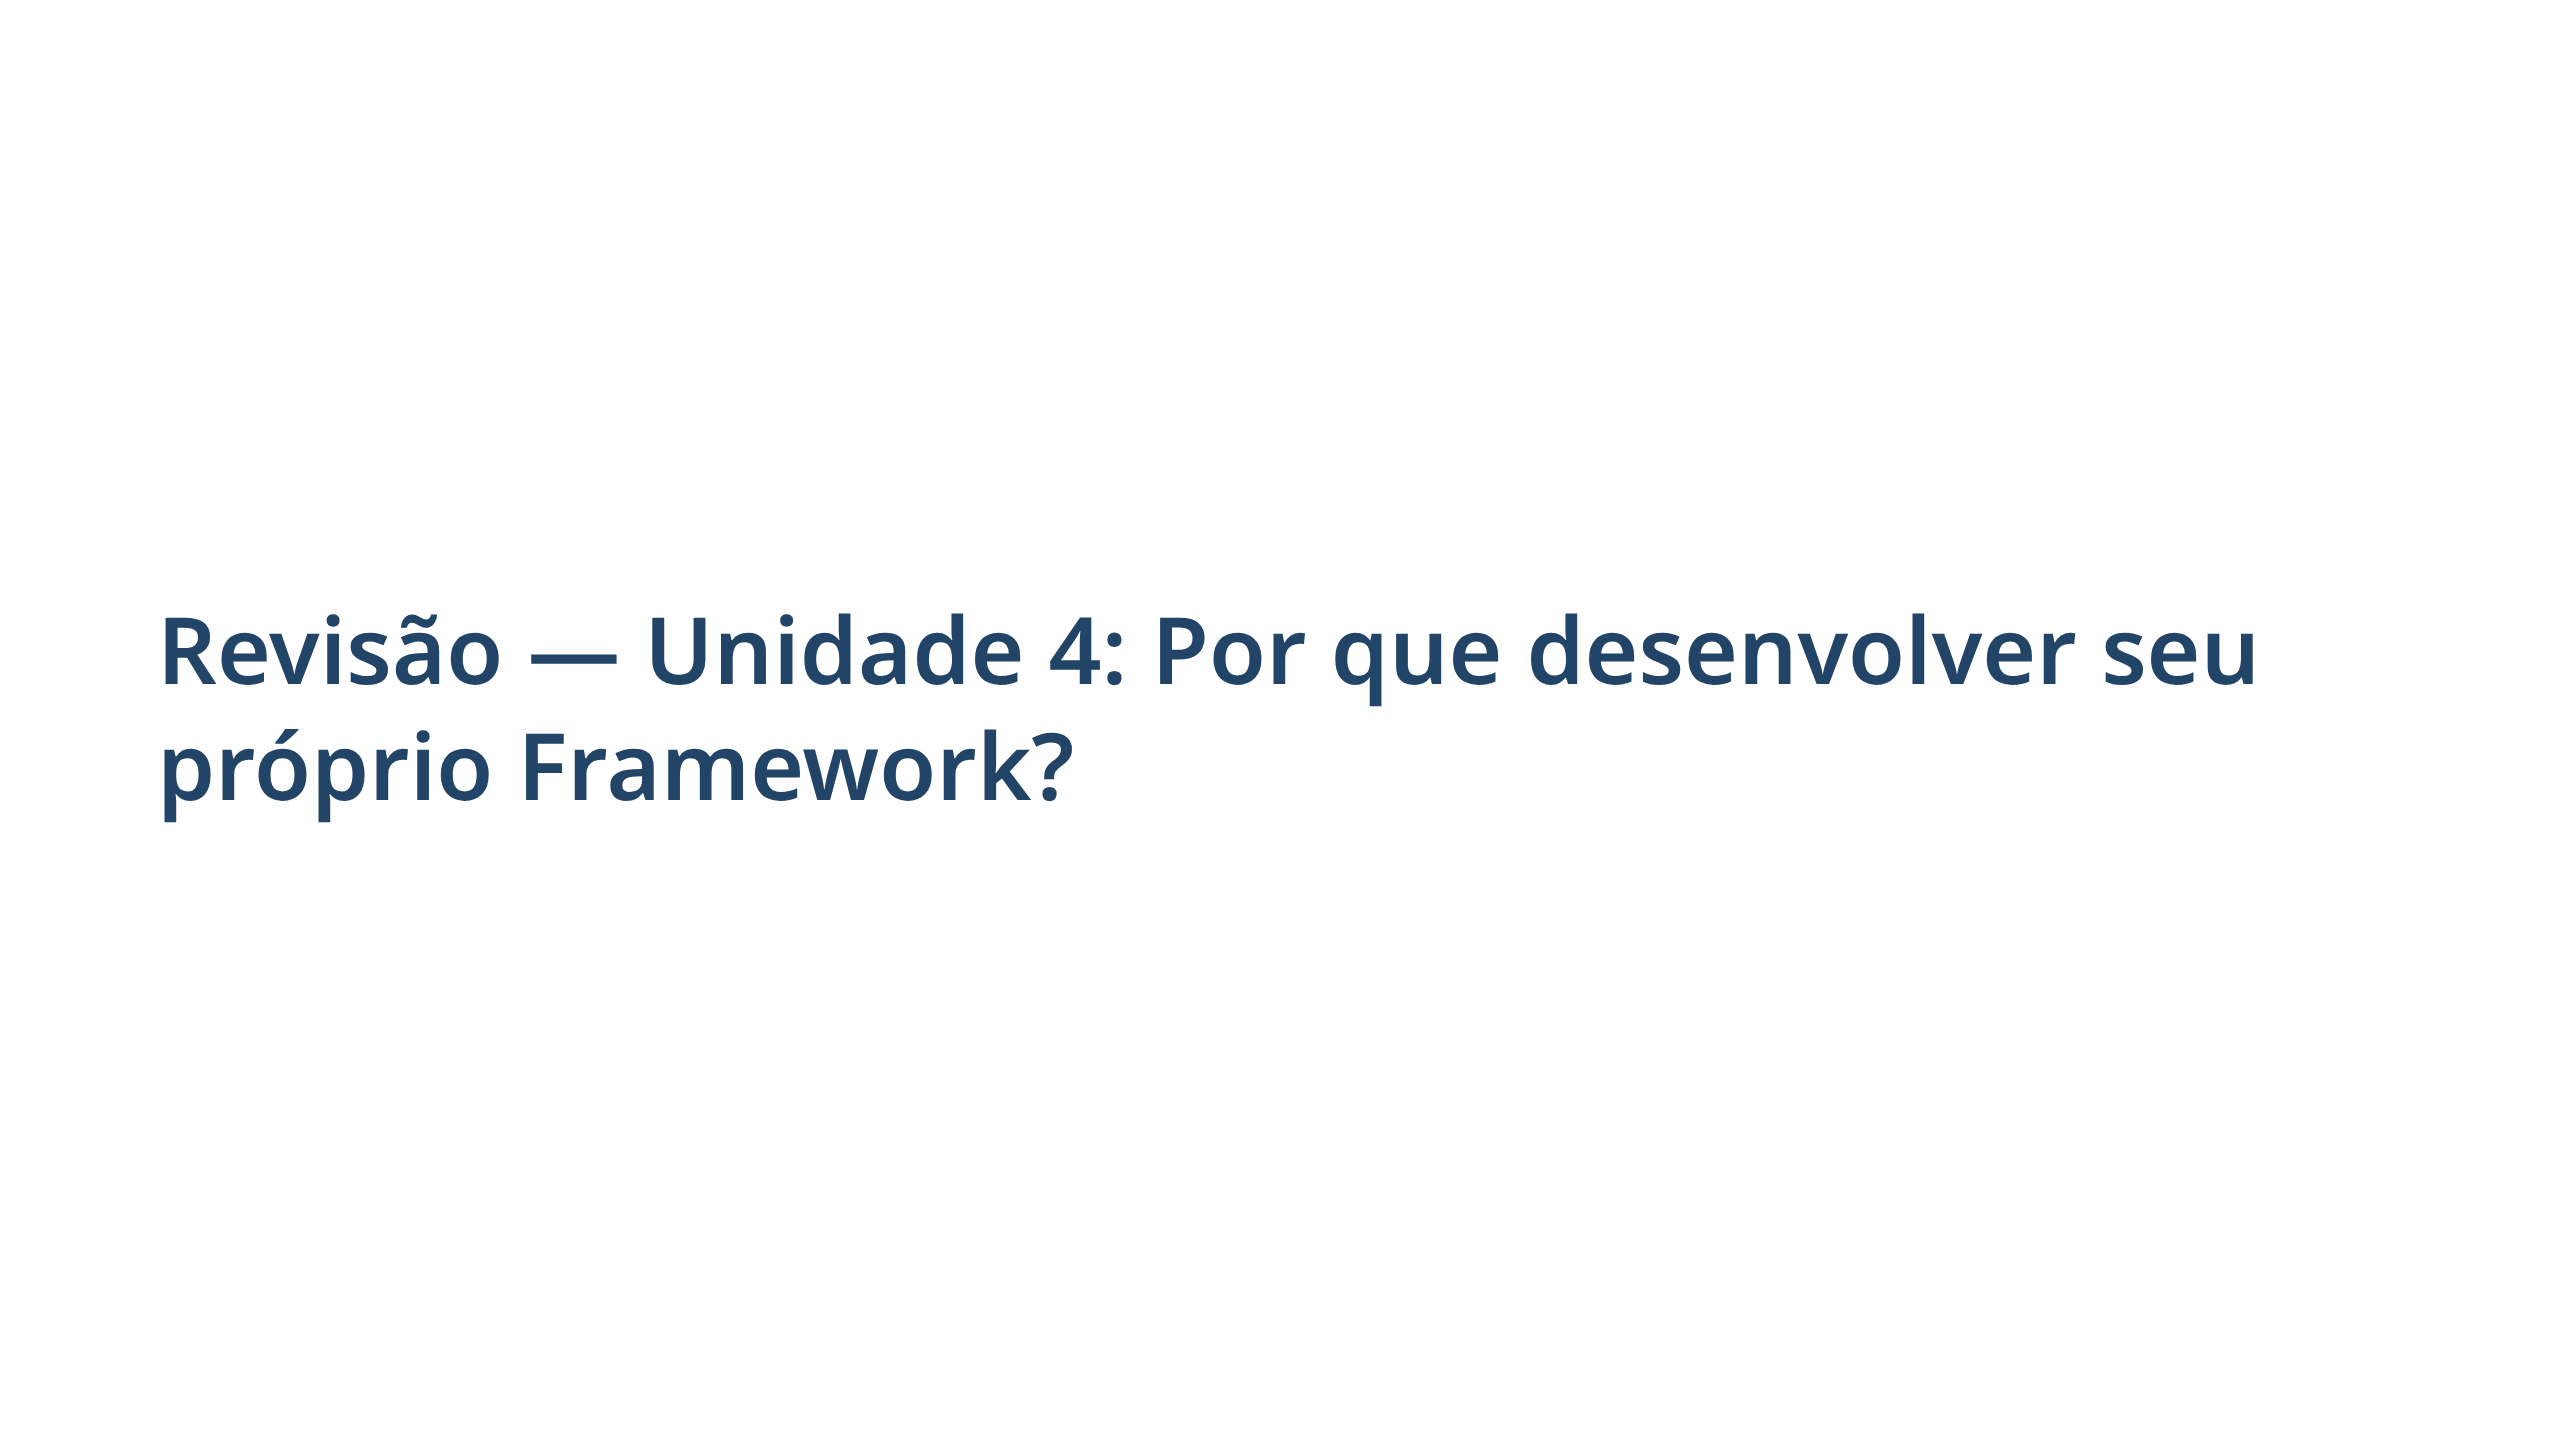 Revisão — Unidade 4: Por que desenvolver seu
próprio Framework?